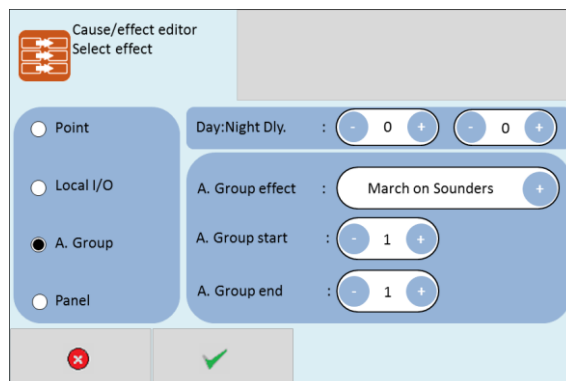 Cause/effect editor
Select effect
Point
Day:Night Dly. : - 0 + - 0 +
Local I/O
A. Group effect : March on Sounders +
A. Group
A. Group start : - 1 +
Panel
A. Group end : - 1 +